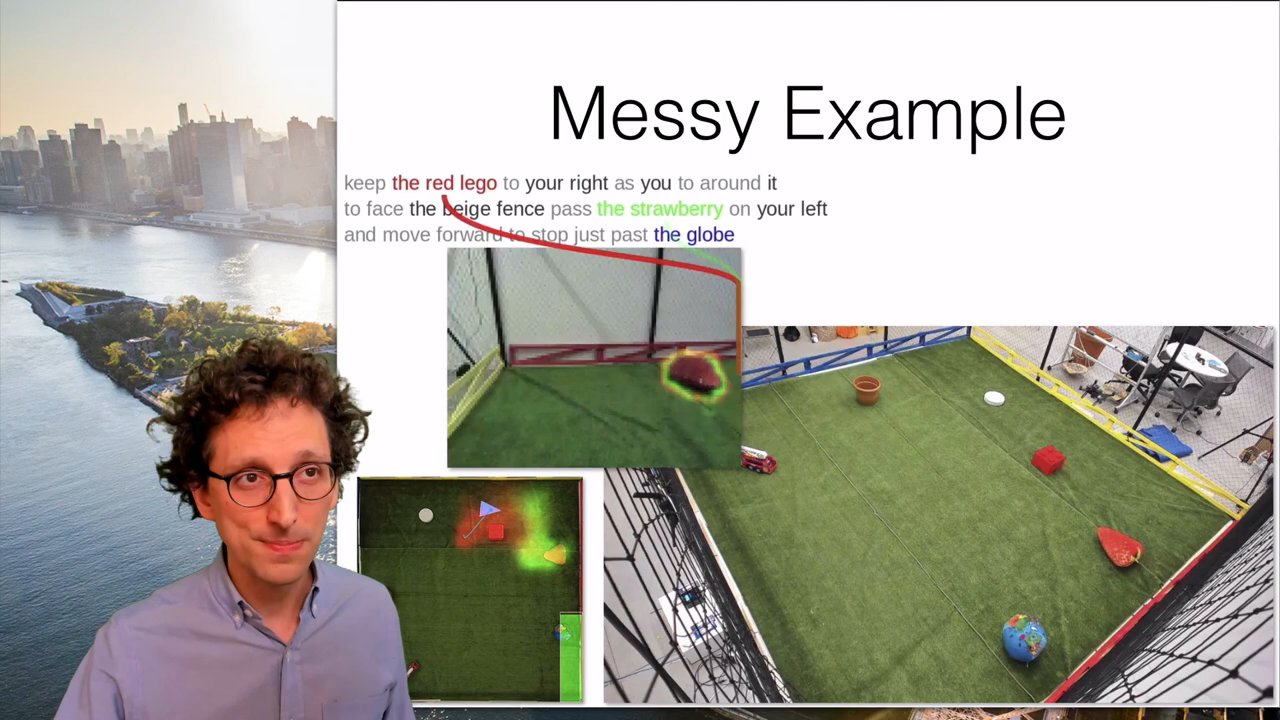 Messy Example
keep the red lego to your right as you to around it
to face the beige fence pass the strawberry on your left
and move forward to stop just past the globe